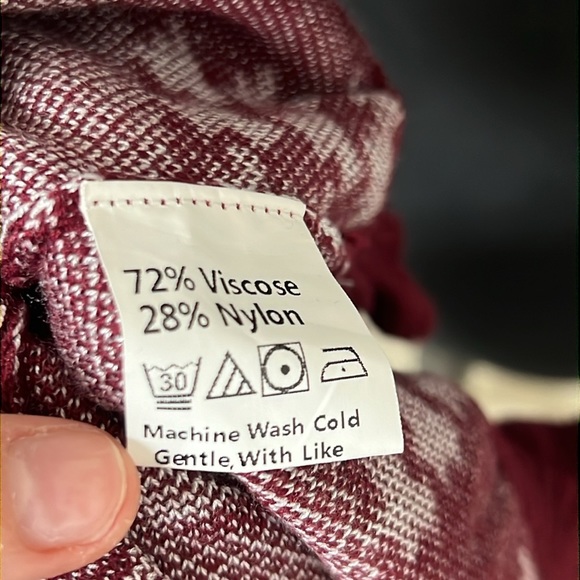 72% Viscose
28% Nylon
30
Machine Wash Cold
Gentle, With Like